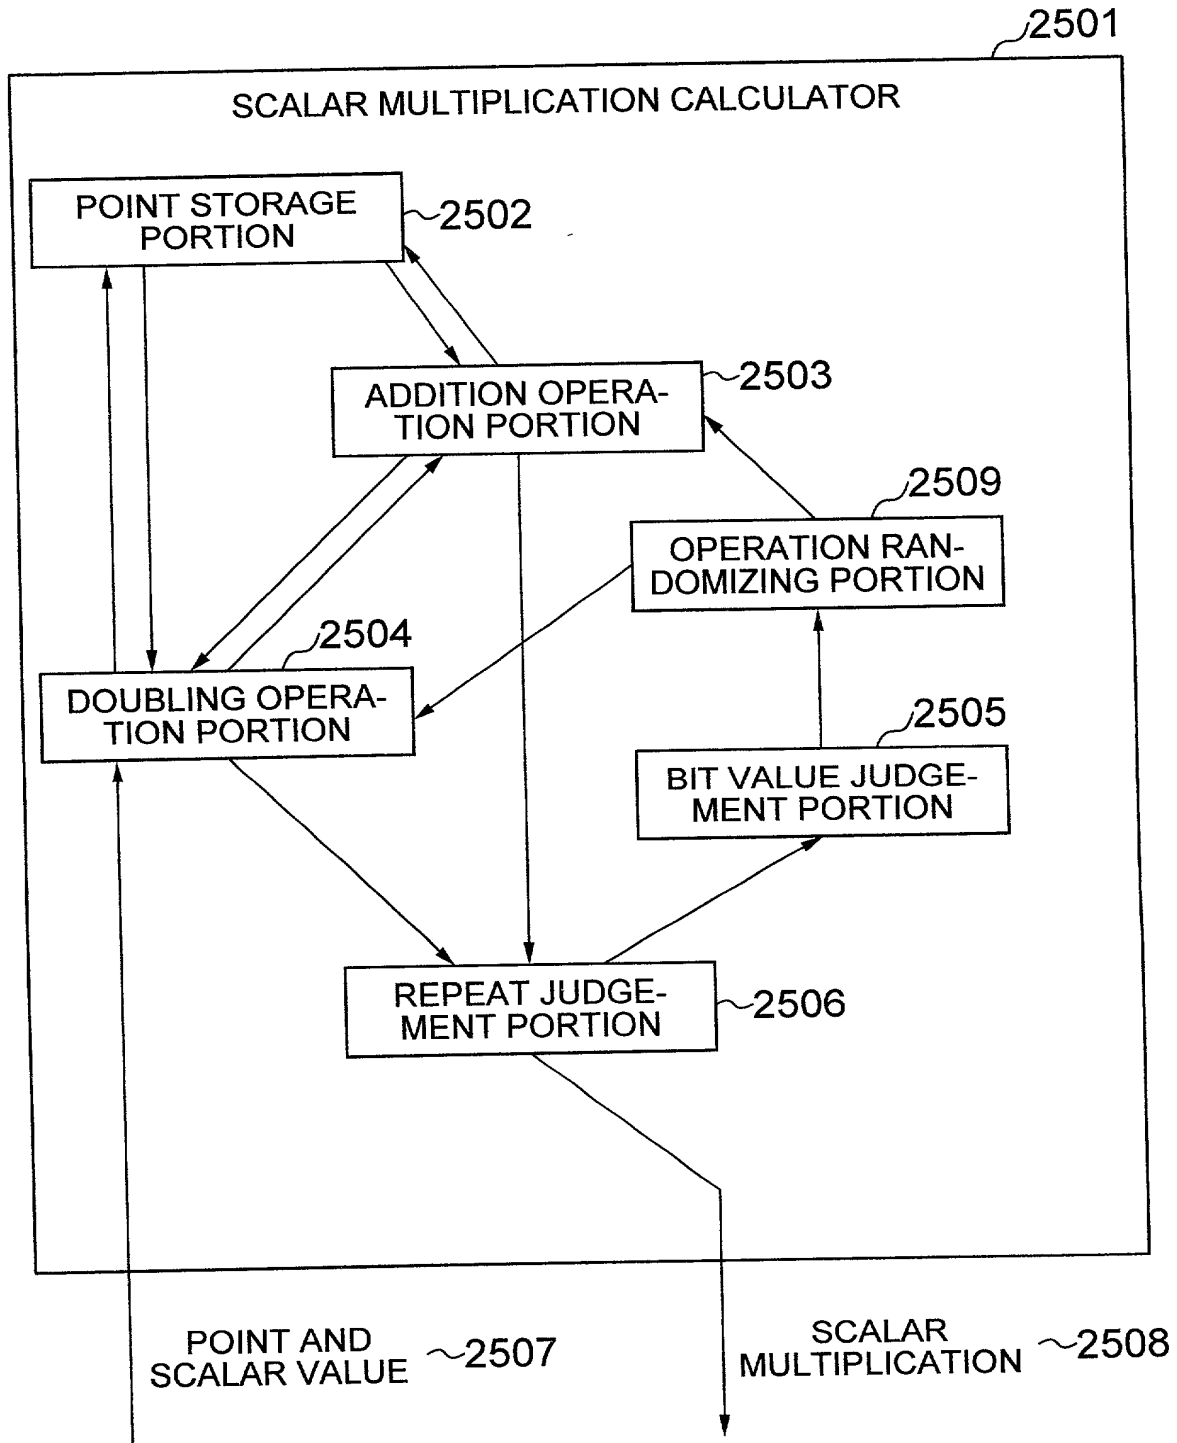 2501
SCALAR MULTIPLICATION CALCULATOR
POINT STORAGE
PORTION
2502
ADDITION OPERA-
TION PORTION
2503
2509
OPERATION RAN-
DOMIZING PORTION
2504
DOUBLING OPERA-
TION PORTION
2505
BIT VALUE JUDGE-
MENT PORTION
REPEAT JUDGE-
MENT PORTION
2506
POINT AND
SCALAR VALUE
2507
SCALAR
MULTIPLICATION
2508